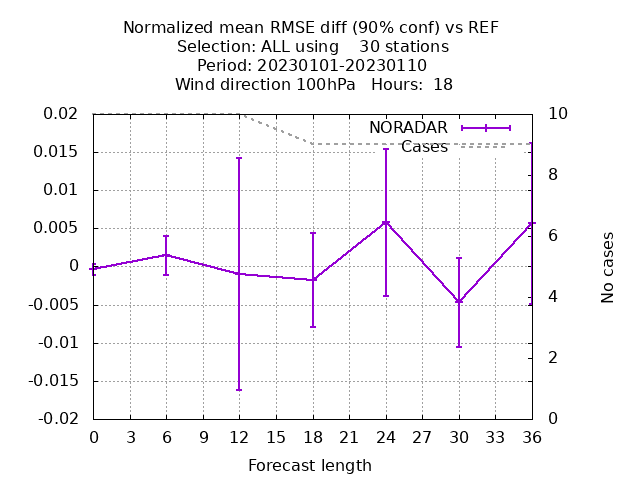 Normalized mean RMSE diff (90% conf) vs REF
Selection: ALL using    30 stations
Period: 20230101-20230110
Wind direction 100hPa   Hours:  18
NORADAR
Cases
0.02
0.015
0.01
0.005
0
-0.005
-0.01
-0.015
-0.02
10
8
6
4
2
0
No cases
0 3 6 9 12 15 18 21 24 27 30 33 36
Forecast length